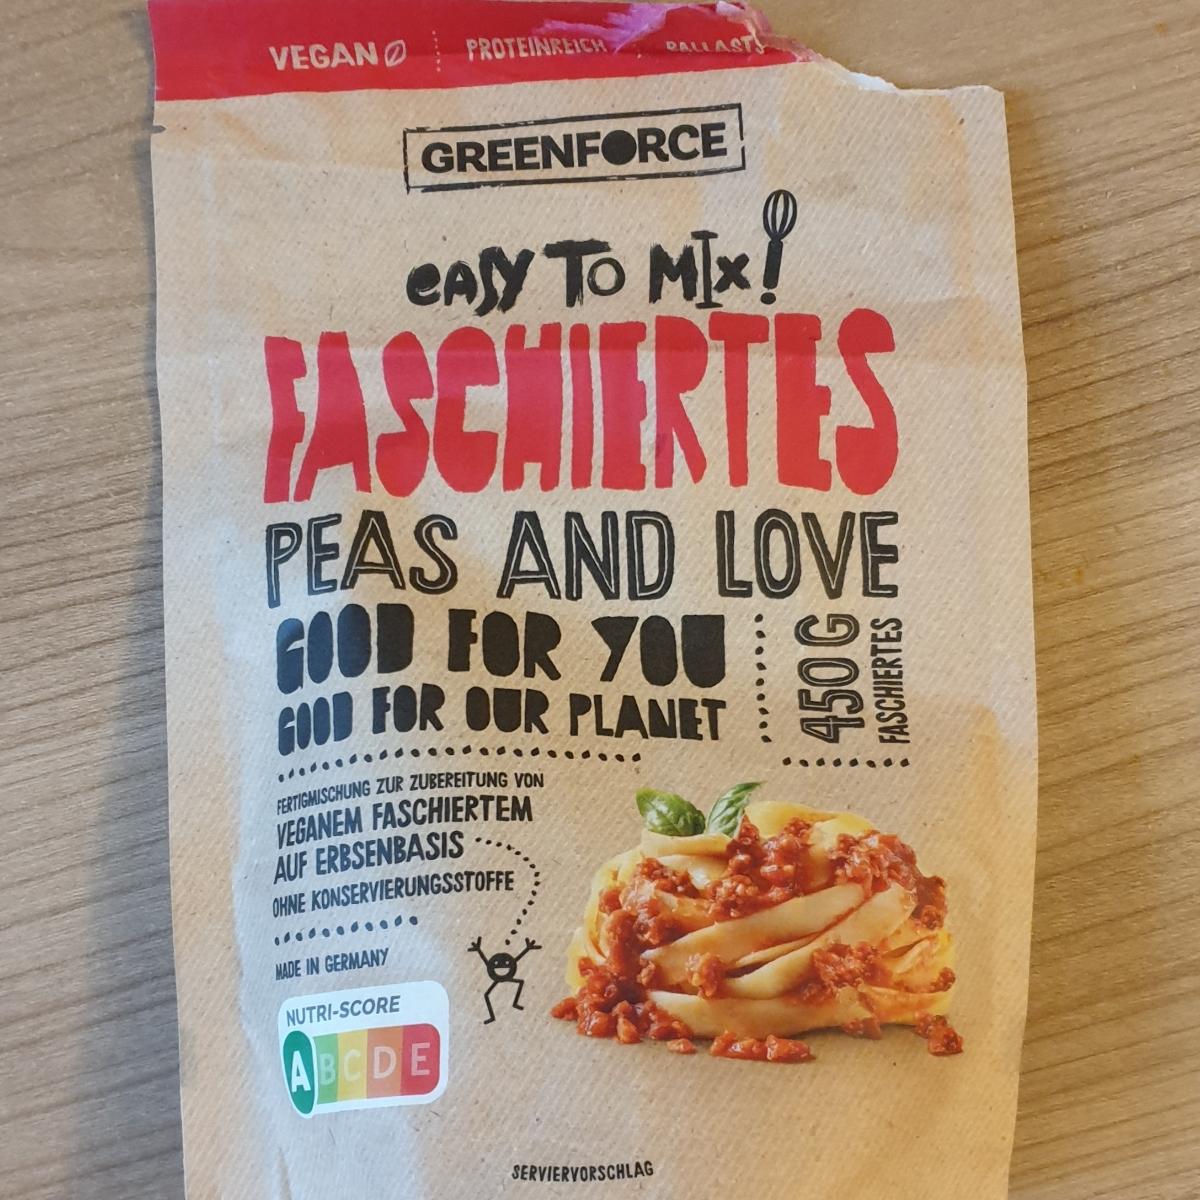 VEGAN PROTEINREICH
GREENFORCE
easy To MIx!
FASCHIERTES
PEAS AND LOVE
GOOD FOR YOU
GOOD FOR OUR PLANET
450 G
FASCHIERTES
FERTIGMISCHUNG ZUR ZUBEREITUNG VON
VEGANEM FASCHIERTEM
AUF ERBSENBASIS
OHNE KONSERVIERUNGSSTOFFE
MADE IN GERMANY
NUTRI-SCORE
A B C D E
SERVIERVORSCHLAG